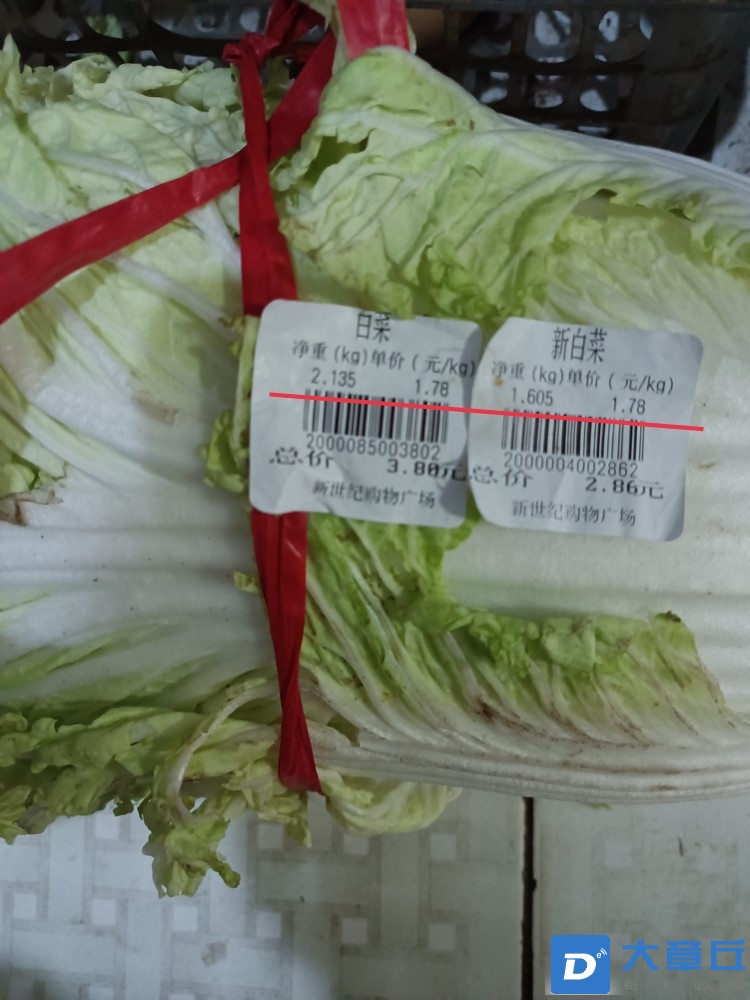 白菜
净重(kg)单价(元/kg)
2.135 1.78
2000085003802
总价 3.80元
新世纪购物广场
新白菜
净重(kg)单价(元/kg)
1.605 1.78
2000004002862
总价 2.86元
新世纪购物广场
大章丘